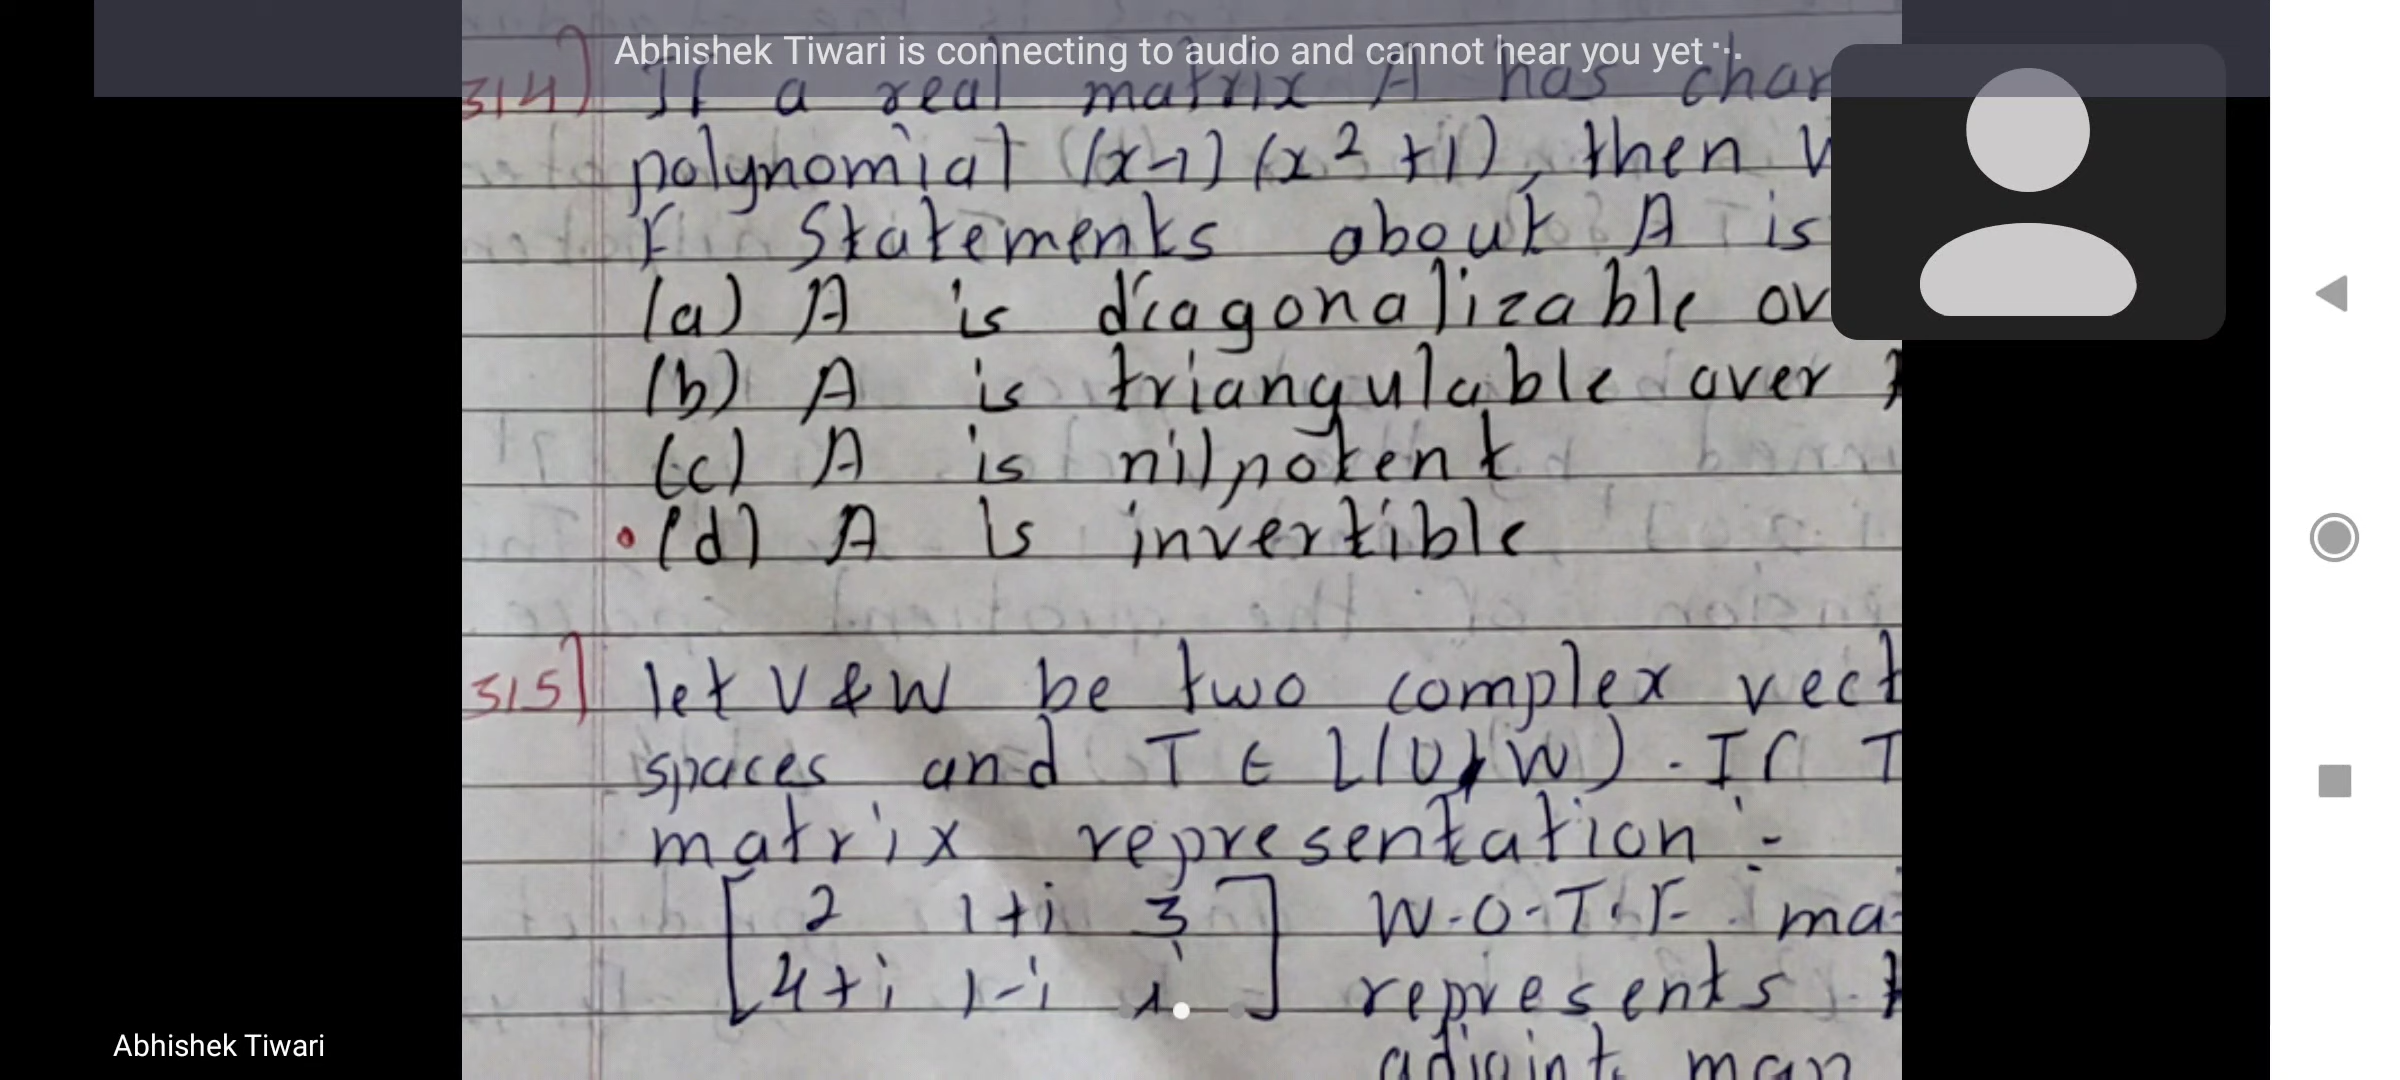 Abhishek Tiwari is connecting to audio and cannot hear you yet
314) If a real matrix A has char
polynomial (x-1) (x² +1), then
F Statements about A is
(a) A is diagonalizable ov
(b) A is triangulable over
(c) A is nilpotent
(d) A is invertible
315) let V & W be two complex vect
spaces and T ∈ L(V, W). If T
matrix representation :-
[ 2 1+i 3
4+i 1-i i ] W.O.T.F ma
represents
adjoint map
Abhishek Tiwari